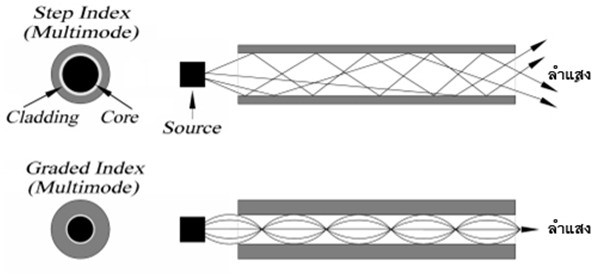 Step Index
(Multimode)
ลำแสง
Cladding
Core
Source
Graded Index
(Multimode)
ลำแสง